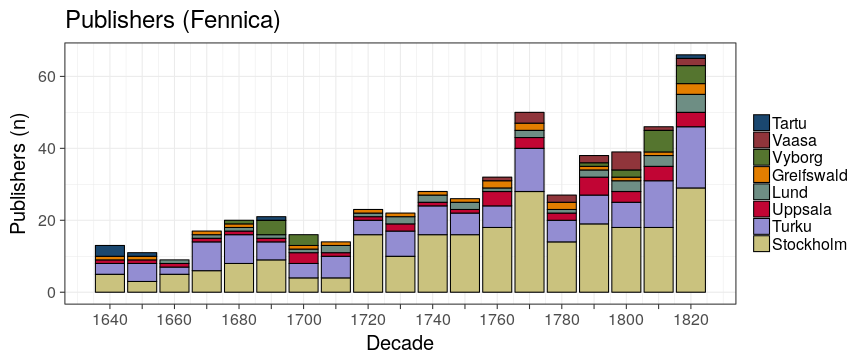 Publishers (Fennica)
Publishers (n)
60
40
20
0
1640 1660 1680 1700 1720 1740 1760 1780 1800 1820
Decade
Tartu
Vaasa
Vyborg
Greifswald
Lund
Uppsala
Turku
Stockholm